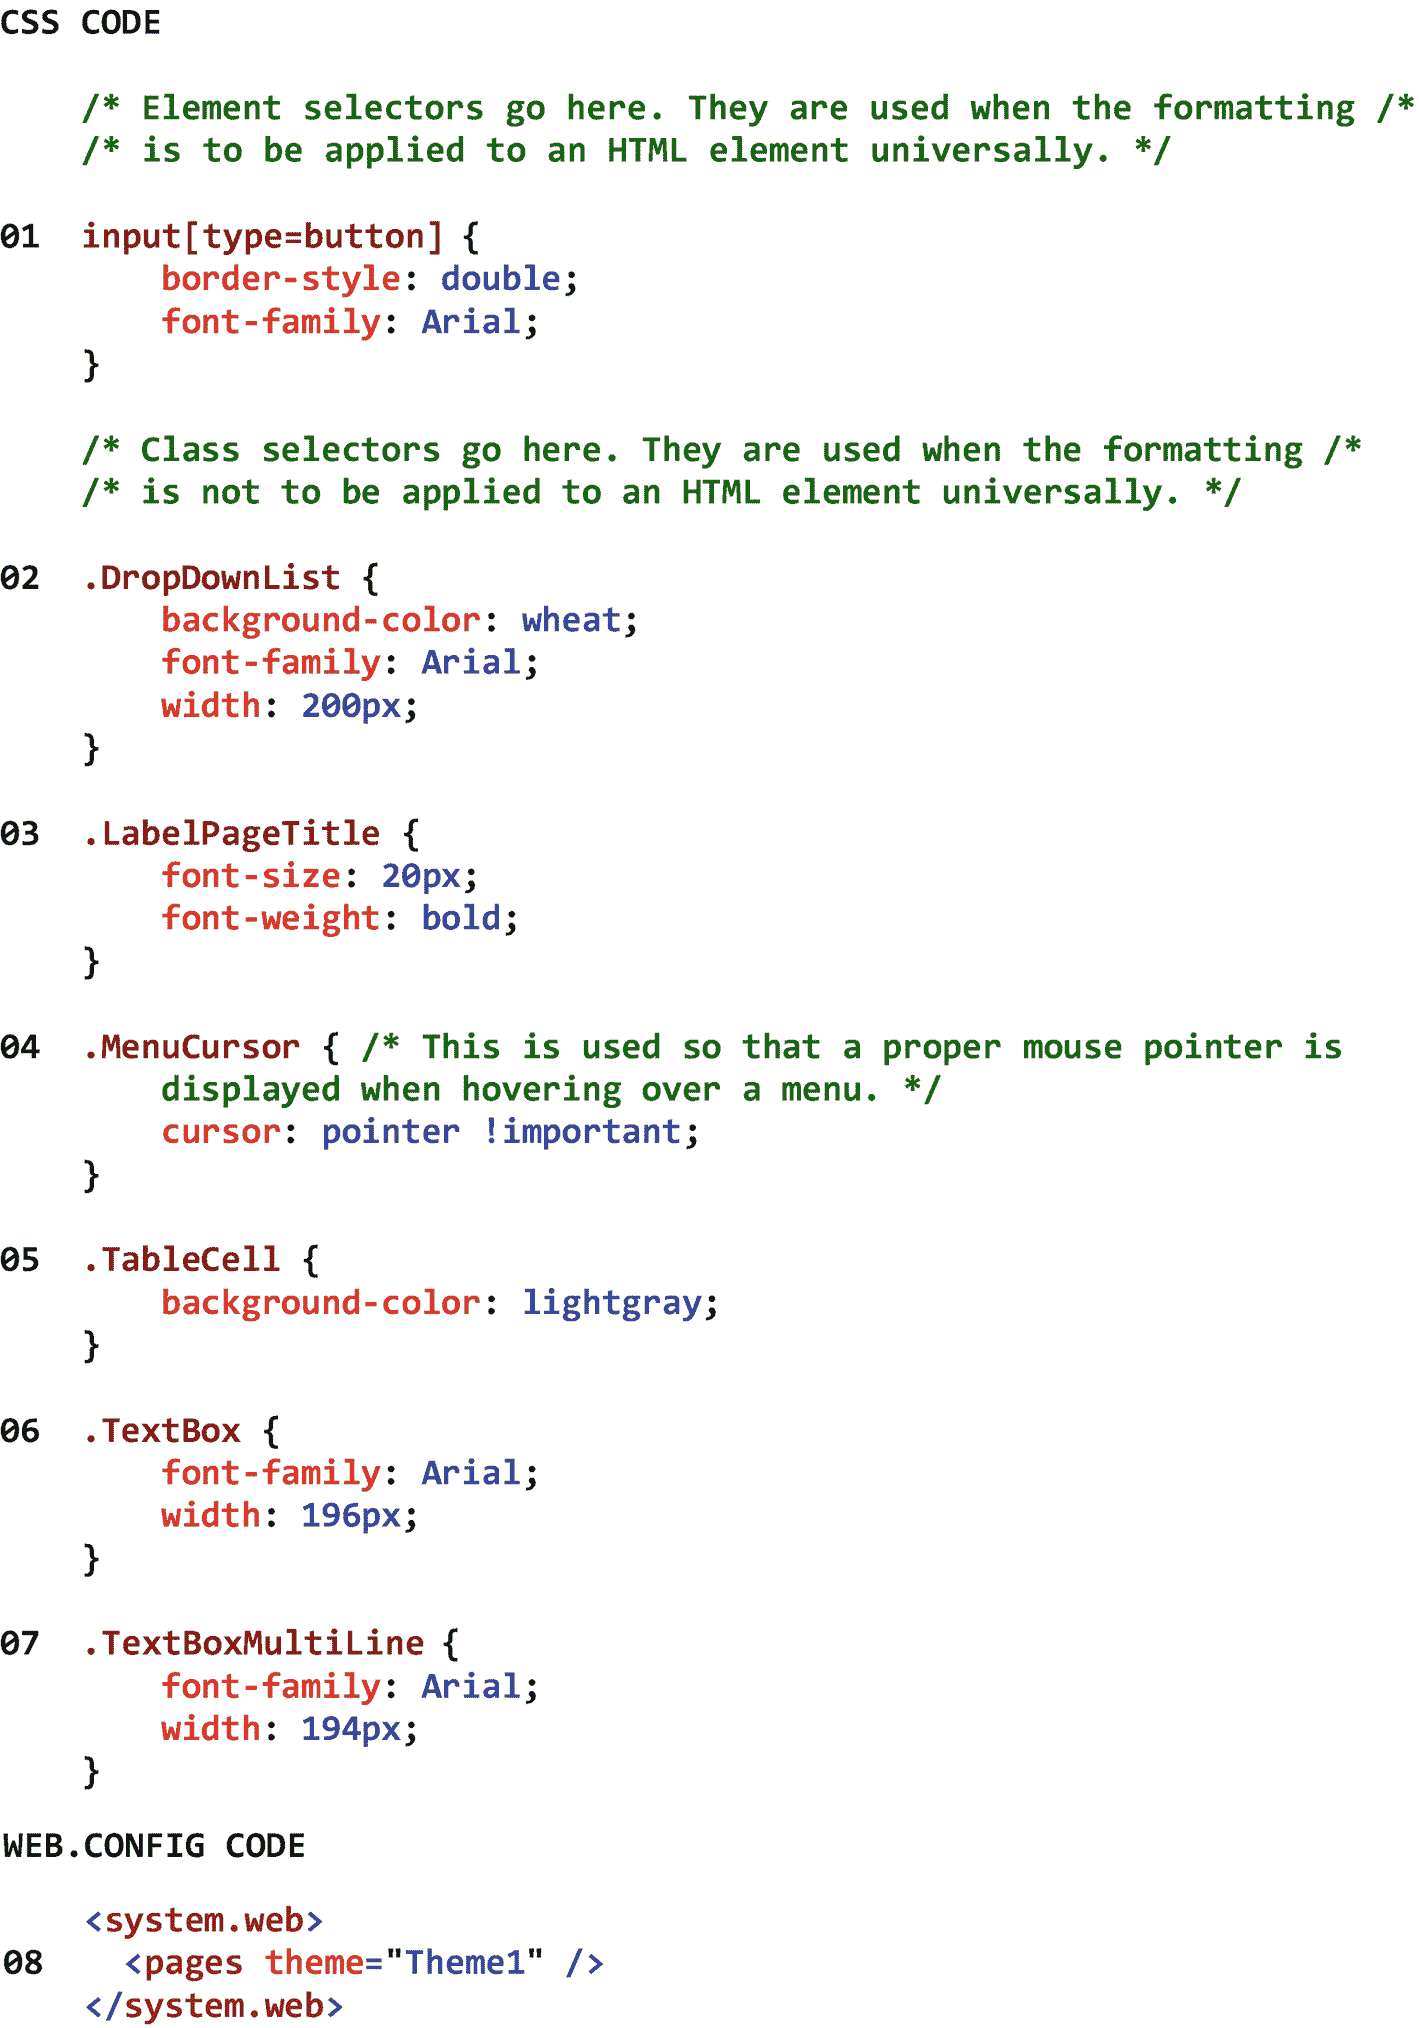 CSS CODE
/* Element selectors go here. They are used when the formatting /*
/* is to be applied to an HTML element universally. */
01 input[type=button] {
border-style: double;
font-family: Arial;
}
/* Class selectors go here. They are used when the formatting /*
/* is not to be applied to an HTML element universally. */
02 .DropDownList {
background-color: wheat;
font-family: Arial;
width: 200px;
}
03 .LabelPageTitle {
font-size: 20px;
font-weight: bold;
}
04 .MenuCursor { /* This is used so that a proper mouse pointer is
displayed when hovering over a menu. */
cursor: pointer !important;
}
05 .TableCell {
background-color: lightgray;
}
06 .TextBox {
font-family: Arial;
width: 196px;
}
07 .TextBoxMultiLine {
font-family: Arial;
width: 194px;
}
WEB.CONFIG CODE
<system.web>
08 <pages theme="Theme1" />
</system.web>